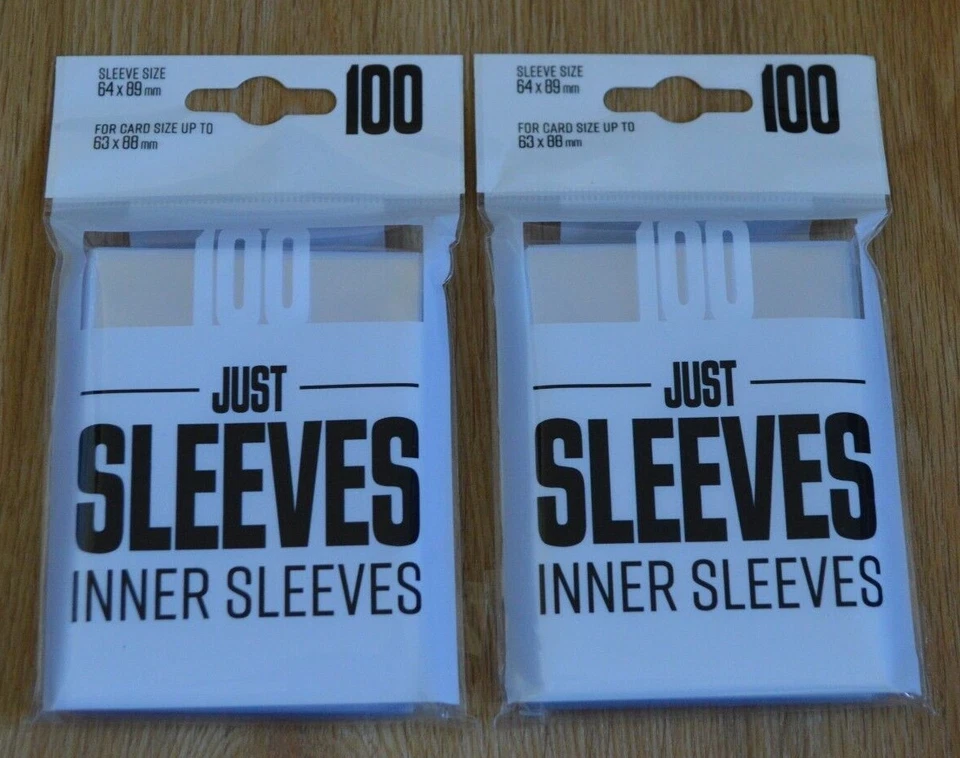 SLEEVE SIZE
64 x 89 mm
100
FOR CARD SIZE UP TO
63 x 88 mm
100
JUST
SLEEVES
INNER SLEEVES
SLEEVE SIZE
64 x 89 mm
100
FOR CARD SIZE UP TO
63 x 88 mm
100
JUST
SLEEVES
INNER SLEEVES